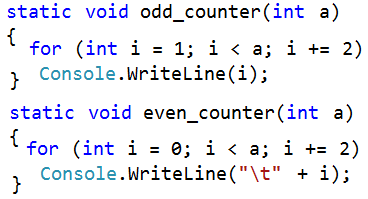 static void odd_counter(int a)
{
for (int i = 1; i < a; i += 2)
} Console.WriteLine(i);
static void even_counter(int a)
{
for (int i = 0; i < a; i += 2)
Console.WriteLine("\t" + i);
}